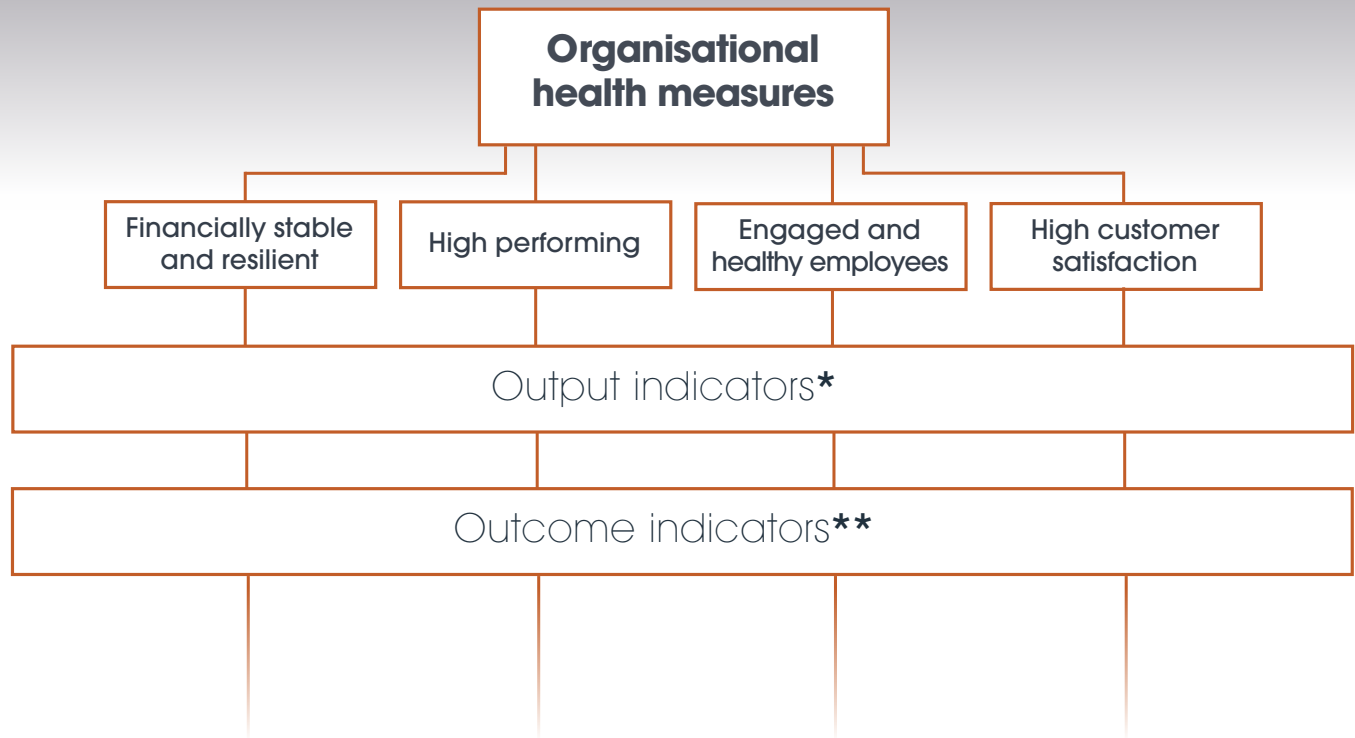 Organisational
health measures
Financially stable
and resilient
High performing
Engaged and
healthy employees
High customer
satisfaction
Output indicators*
Outcome indicators**